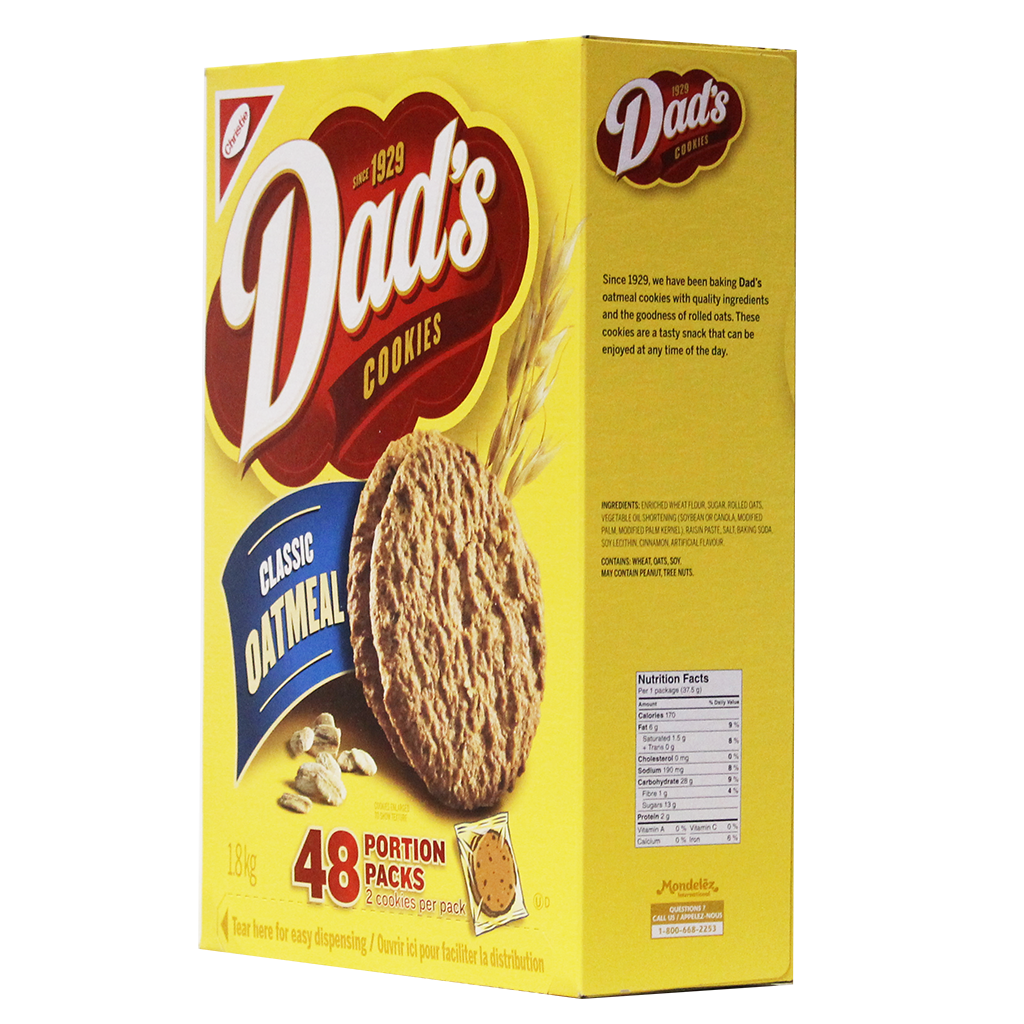 Christie
SINCE 1929
Dad's
COOKIES
CLASSIC
OATMEAL
COOKIES ENLARGED
TO SHOW TEXTURE
1.8 kg
48 PORTION
PACKS
2 cookies per pack
U D
Tear here for easy dispensing / Ouvrir ici pour faciliter la distribution
1929
Dad's
COOKIES
Since 1929, we have been baking Dad's
oatmeal cookies with quality ingredients
and the goodness of rolled oats. These
cookies are a tasty snack that can be
enjoyed at any time of the day.
INGREDIENTS: ENRICHED WHEAT FLOUR, SUGAR, ROLLED OATS,
VEGETABLE OIL SHORTENING (SOYBEAN OR CANOLA, MODIFIED
PALM, MODIFIED PALM KERNEL), RAISIN PASTE, SALT, BAKING SODA,
SOY LECITHIN, CINNAMON, ARTIFICIAL FLAVOUR.
CONTAINS: WHEAT, OATS, SOY.
MAY CONTAIN PEANUT, TREE NUTS.
Nutrition Facts
Per 1 package (37.5 g)
Amount % Daily Value
Calories 170
Fat 6 g 9 %
Saturated 1.5 g
+ Trans 0 g 8 %
Cholesterol 0 mg 0 %
Sodium 190 mg 8 %
Carbohydrate 28 g 9 %
Fibre 1 g 4 %
Sugars 13 g
Protein 2 g
Vitamin A 0 % Vitamin C 0 %
Calcium 0 % Iron 6 %
Mondelēz
International
QUESTIONS ?
CALL US / APPELEZ-NOUS
1-800-668-2253